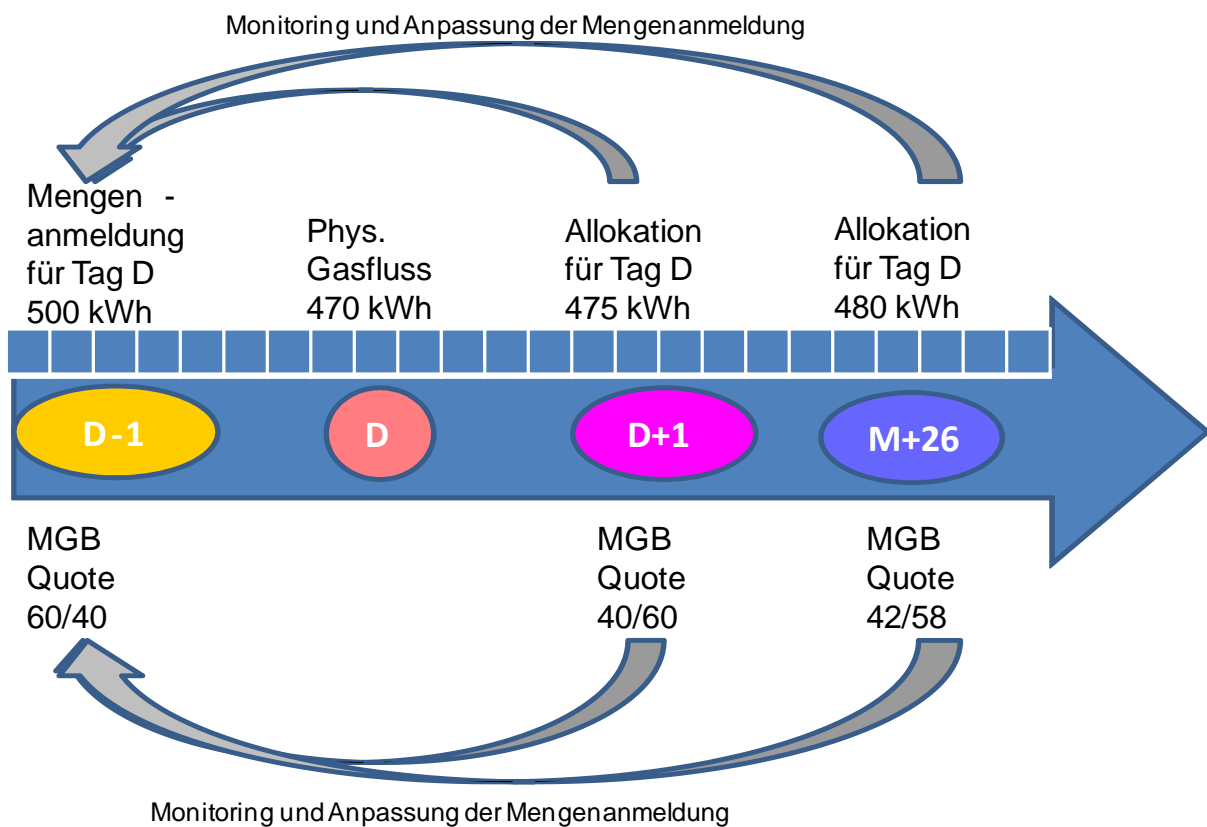 Monitoring und Anpassung der Mengenanmeldung
Mengen -
anmeldung
für Tag D
500 kWh
Phys.
Gasfluss
470 kWh
Allokation
für Tag D
475 kWh
Allokation
für Tag D
480 kWh
D-1
D
D+1
M+26
MGB
Quote
60/40
MGB
Quote
40/60
MGB
Quote
42/58
Monitoring und Anpassung der Mengenanmeldung